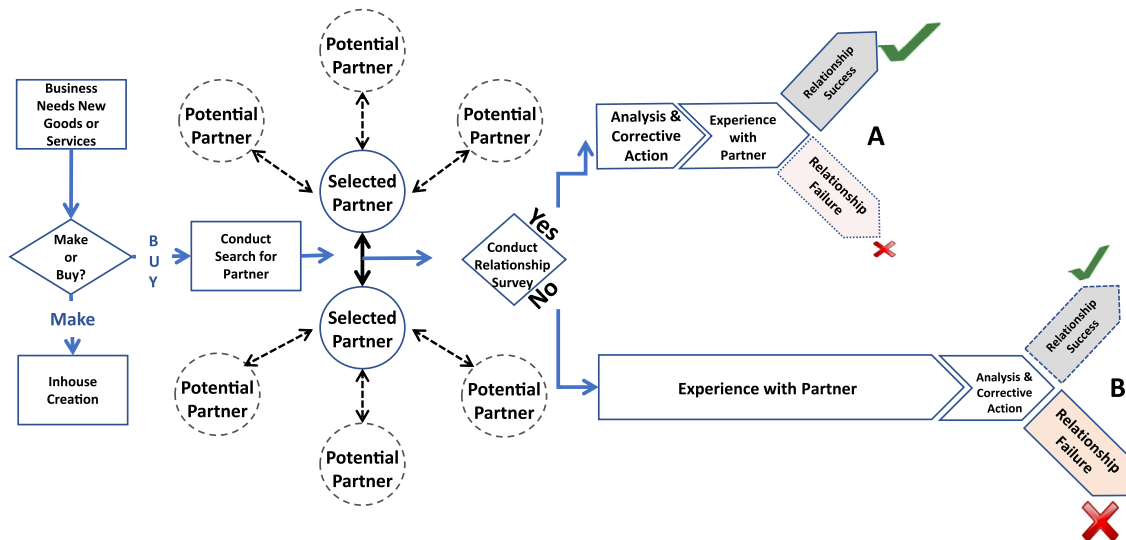 Business
Needs New
Goods or
Services
Make
or
Buy?
B
U
Y
Make
Inhouse
Creation
Conduct
Search for
Partner
Potential
Partner
Potential
Partner
Potential
Partner
Selected
Partner
Selected
Partner
Potential
Partner
Potential
Partner
Potential
Partner
Conduct
Relationship
Survey
Yes
No
Analysis &
Corrective
Action
Experience
with
Partner
Relationship
Success
Relationship
Failure
A
Experience with Partner
Analysis &
Corrective
Action
Relationship
Success
Relationship
Failure
B